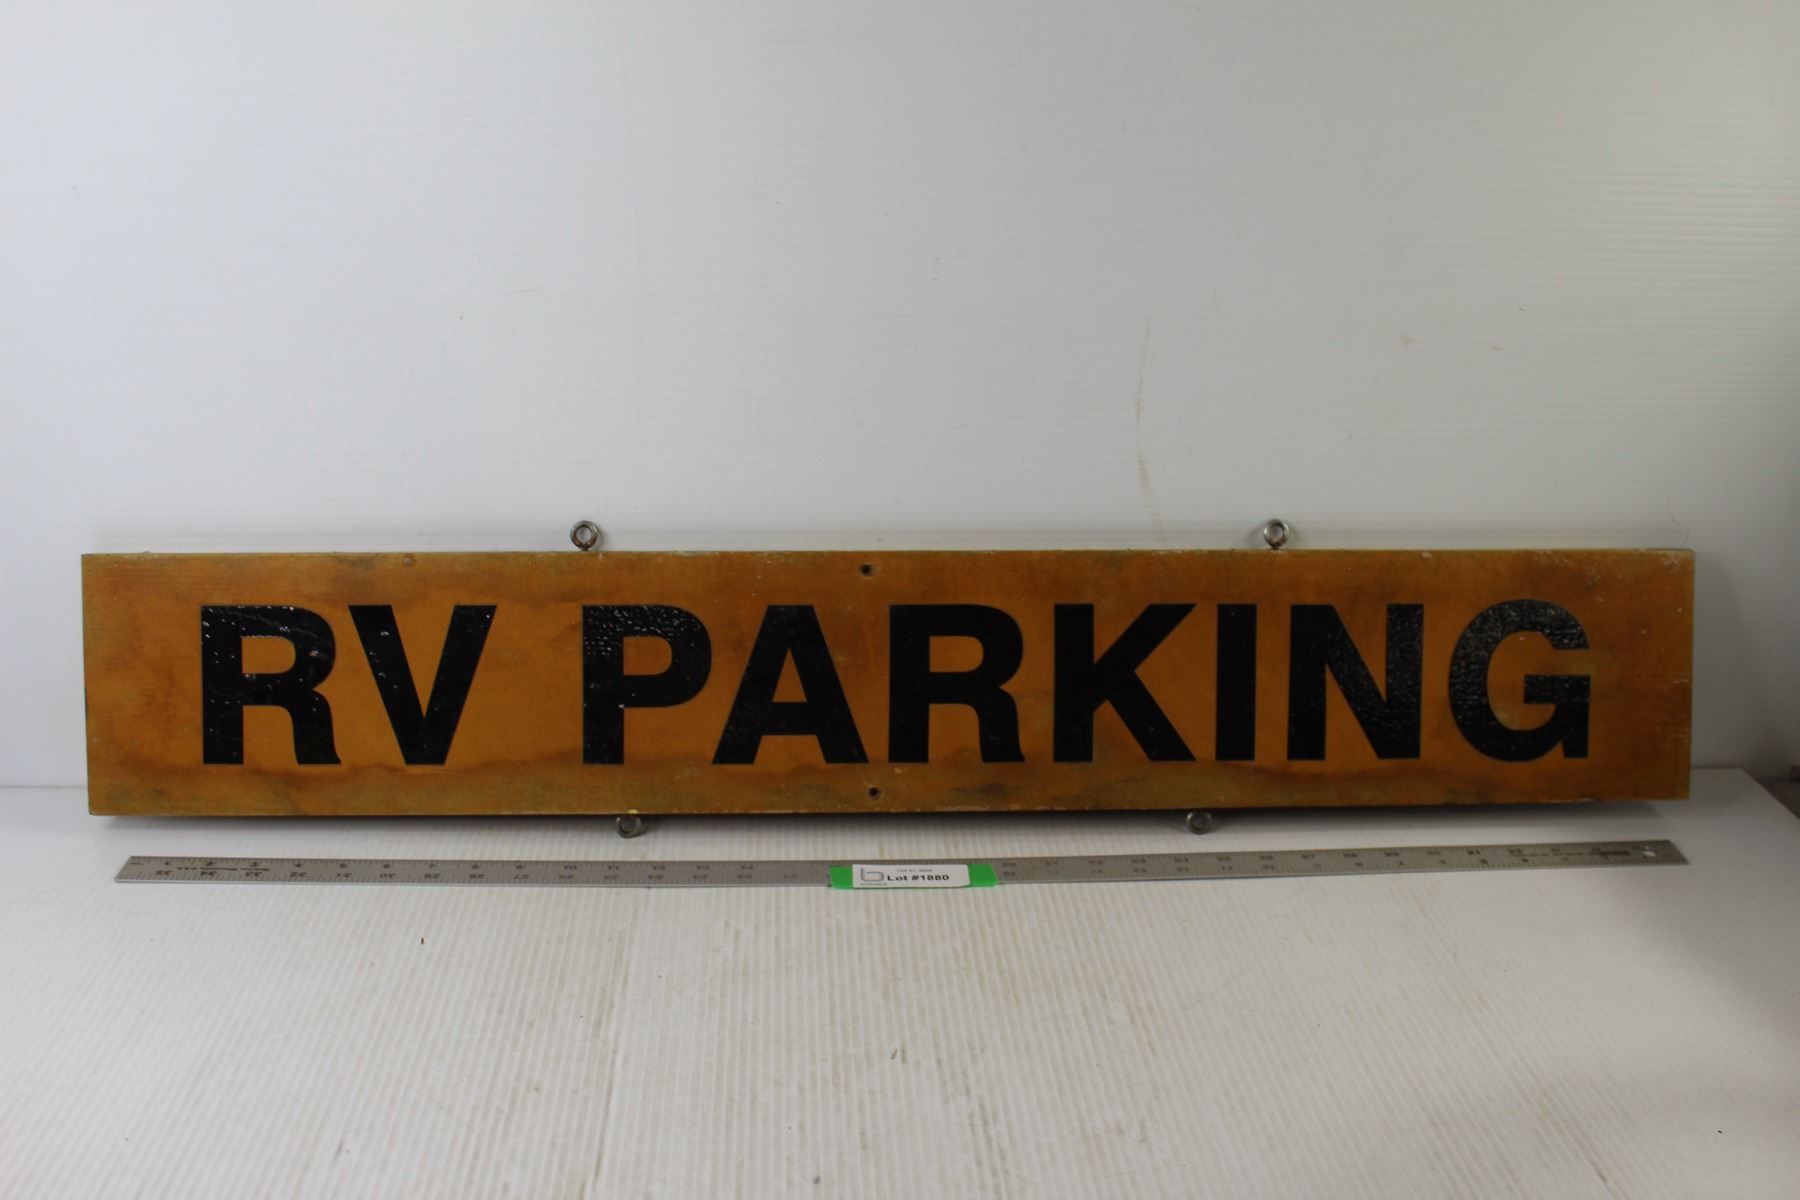 RV PARKING
Lot #1880